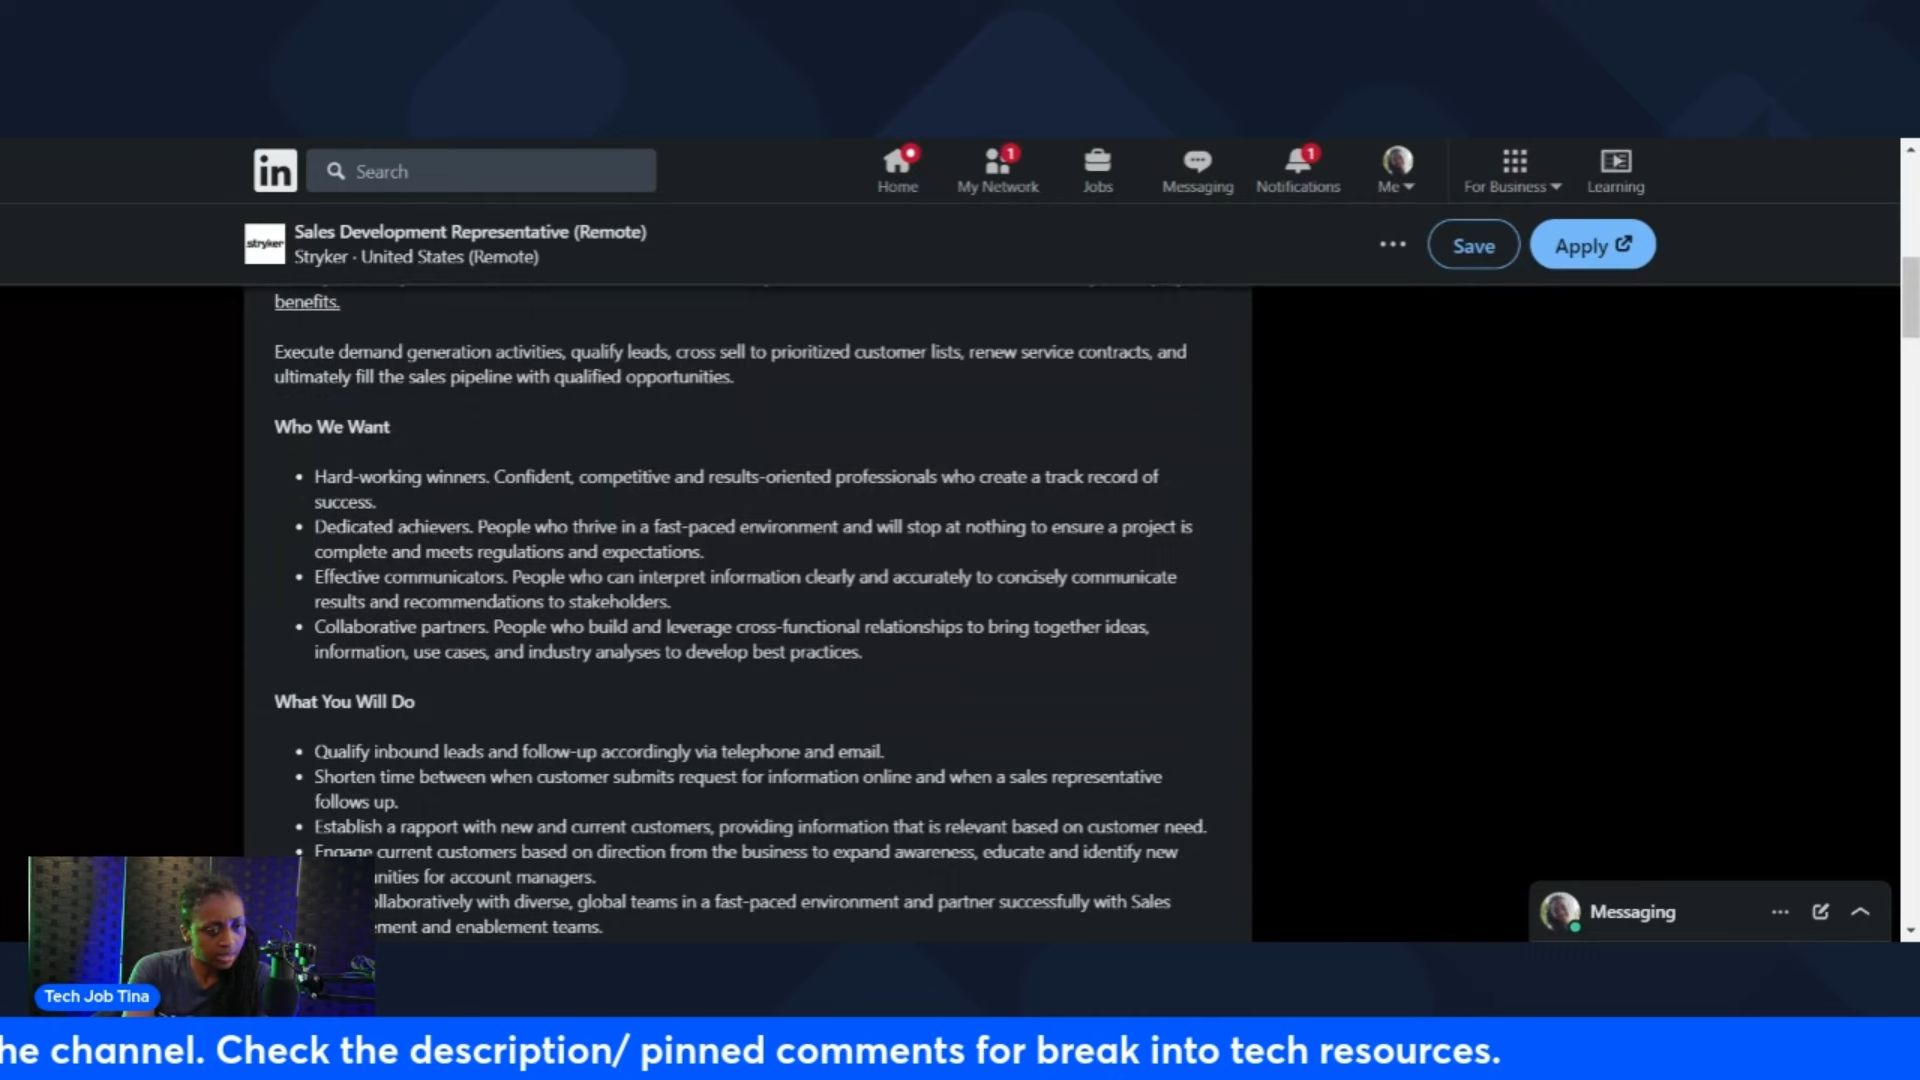 in
Search
1
1
Home
My Network
Jobs
Messaging
Notifications
Me
For Business
Learning
stryker
Sales Development Representative (Remote)
Stryker · United States (Remote)
Save
Apply
benefits.
Execute demand generation activities, qualify leads, cross sell to prioritized customer lists, renew service contracts, and
ultimately fill the sales pipeline with qualified opportunities.
Who We Want
• Hard-working winners. Confident, competitive and results-oriented professionals who create a track record of
success.
• Dedicated achievers. People who thrive in a fast-paced environment and will stop at nothing to ensure a project is
complete and meets regulations and expectations.
• Effective communicators. People who can interpret information clearly and accurately to concisely communicate
results and recommendations to stakeholders.
• Collaborative partners. People who build and leverage cross-functional relationships to bring together ideas,
information, use cases, and industry analyses to develop best practices.
What You Will Do
• Qualify inbound leads and follow-up accordingly via telephone and email.
• Shorten time between when customer submits request for information online and when a sales representative
follows up.
• Establish a rapport with new and current customers, providing information that is relevant based on customer need.
• Engage current customers based on direction from the business to expand awareness, educate and identify new
nities for account managers.
ollaboratively with diverse, global teams in a fast-paced environment and partner successfully with Sales
ment and enablement teams.
Messaging
Tech Job Tina
he channel. Check the description/ pinned comments for break into tech resources.